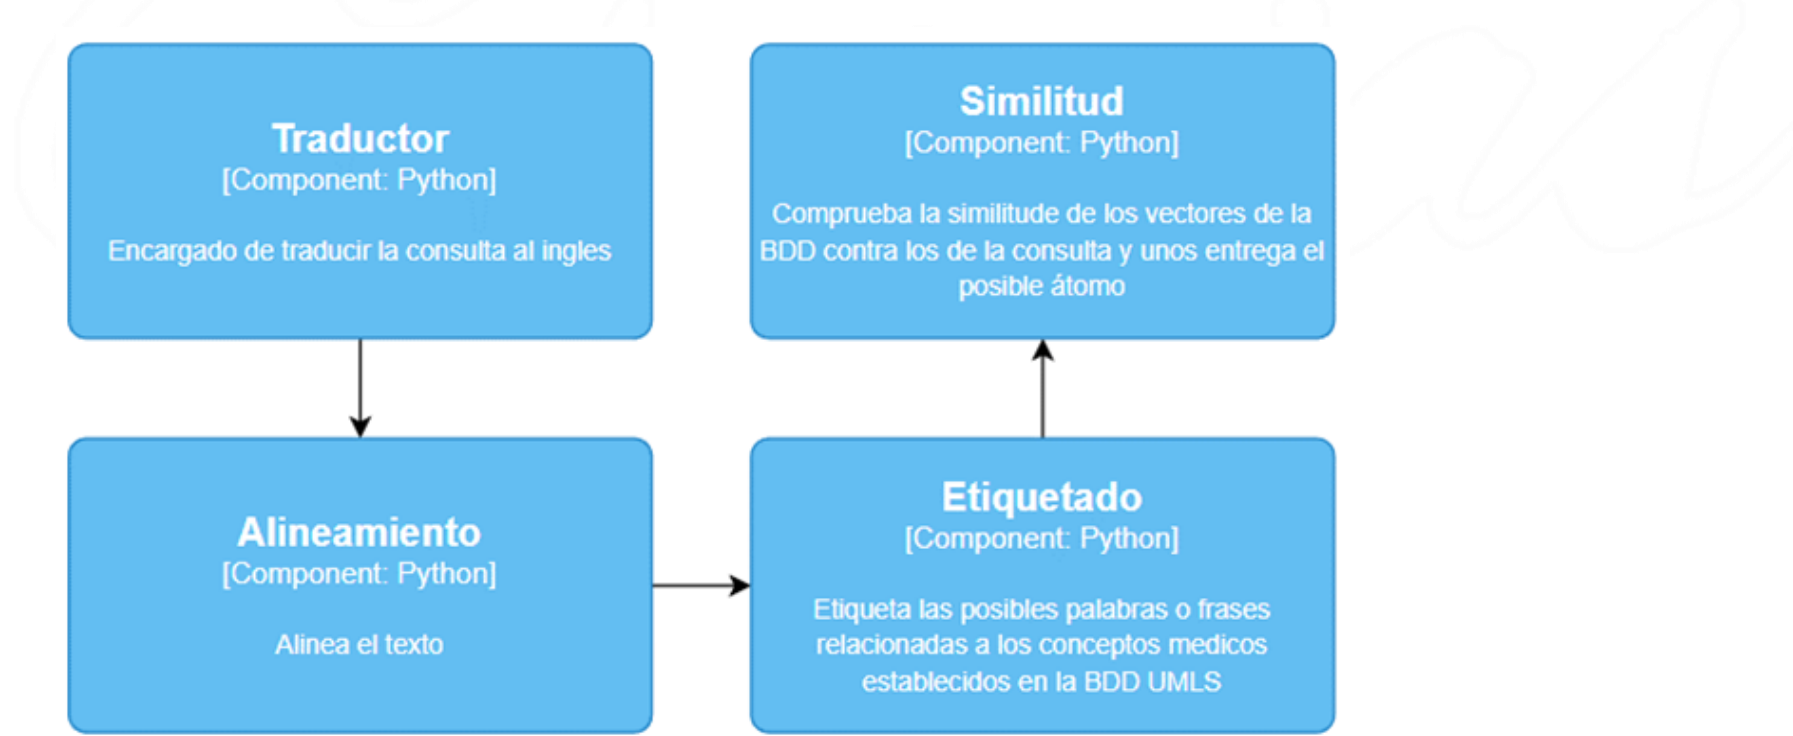 Traductor
[Component: Python]
Encargado de traducir la consulta al ingles
Alineamiento
[Component: Python]
Alinea el texto
Etiquetado
[Component: Python]
Etiqueta las posibles palabras o frases
relacionadas a los conceptos medicos
establecidos en la BDD UMLS
Similitud
[Component: Python]
Comprueba la similitude de los vectores de la
BDD contra los de la consulta y unos entrega el
posible átomo